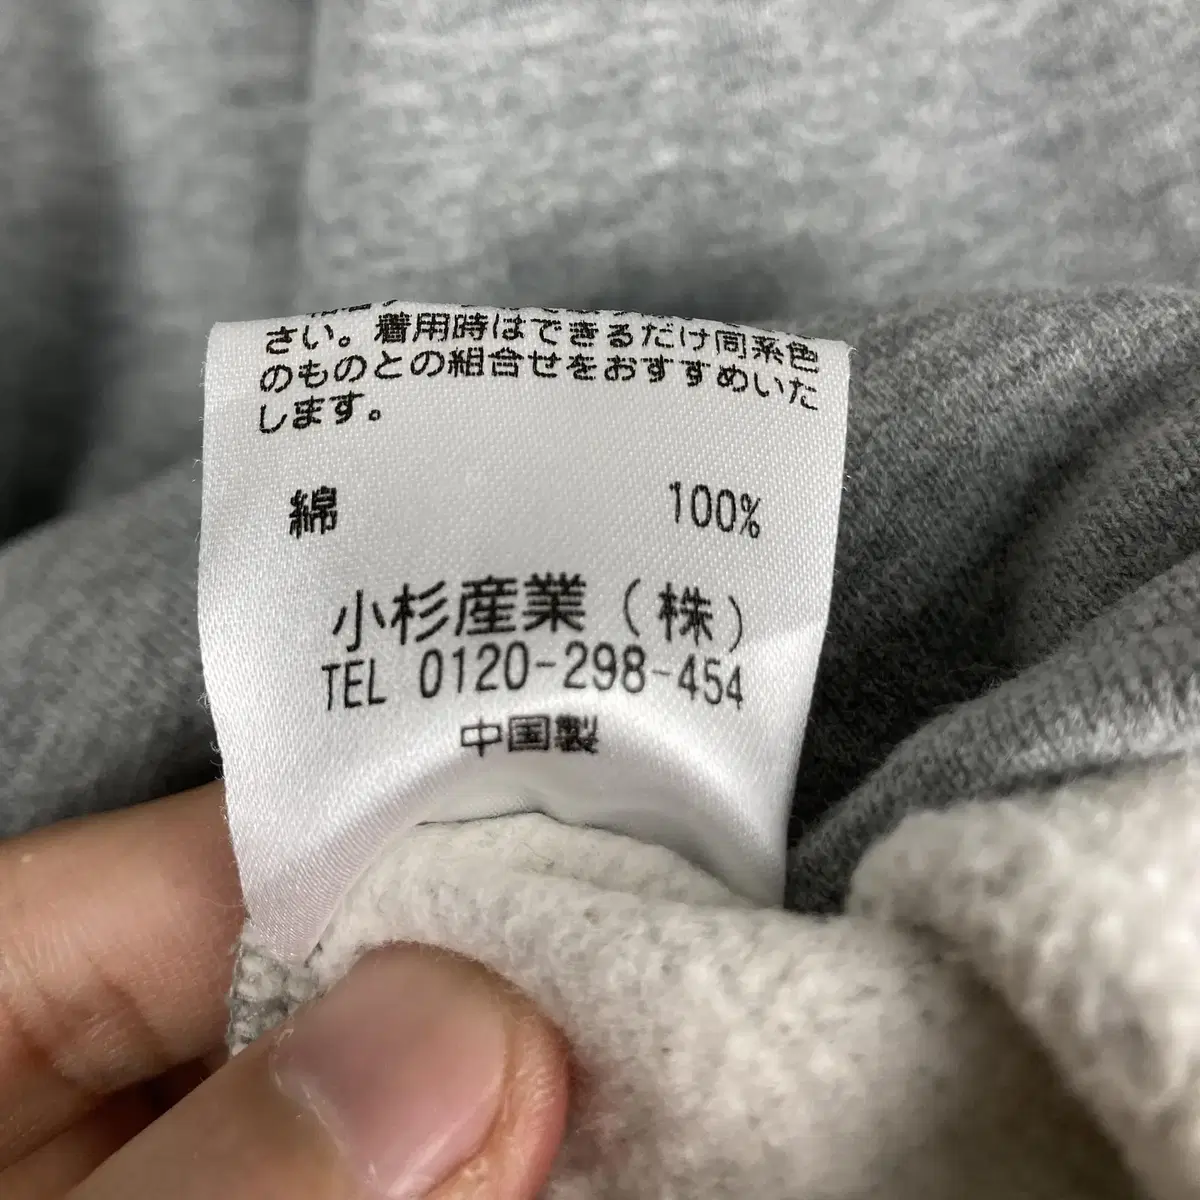 さい。着用時はできるだけ同系色
のものとの組合せをおすすめいた
します。
綿 100%
小杉産業(株)
TEL 0120-298-454
中国製